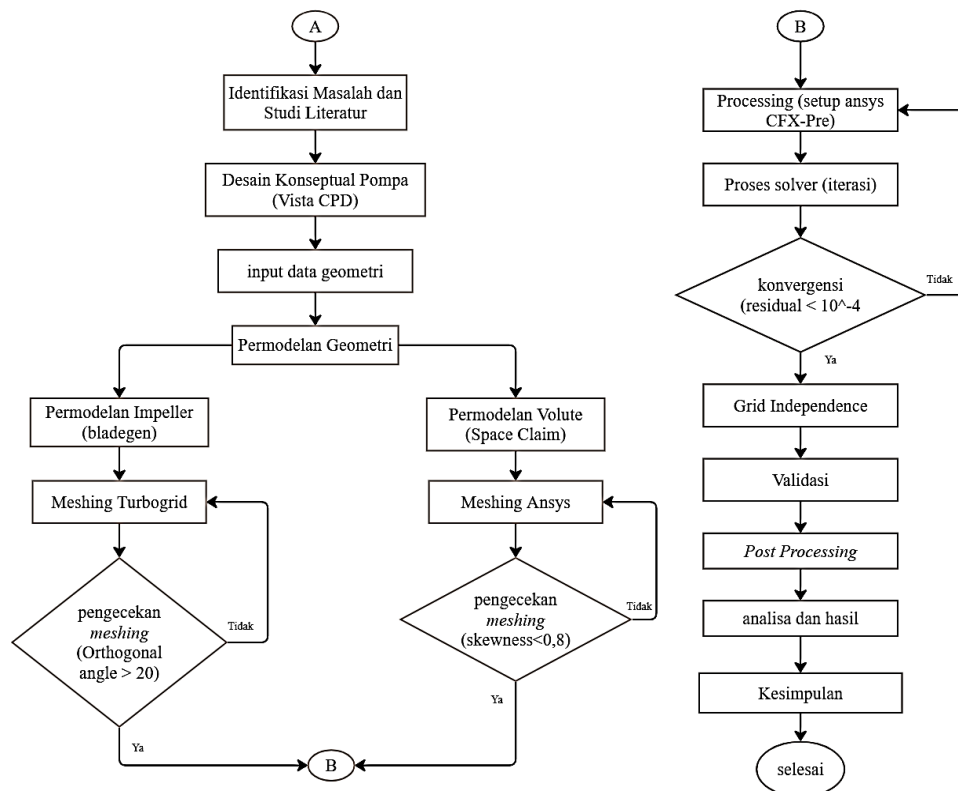 A
Identifikasi Masalah dan
Studi Literatur
Desain Konseptual Pompa
(Vista CPD)
input data geometri
Permodelan Geometri
Permodelan Impeller
(bladegen)
Meshing Turbogrid
pengecekan
meshing
(Orthogonal
angle > 20)
Tidak
Ya
Permodelan Volute
(Space Claim)
Meshing Ansys
pengecekan
meshing
(skewness<0,8)
Tidak
Ya
B
B
Processing (setup ansys
CFX-Pre)
Proses solver (iterasi)
konvergensi
(residual < 10^-4
Tidak
Ya
Grid Independence
Validasi
Post Processing
analisa dan hasil
Kesimpulan
selesai